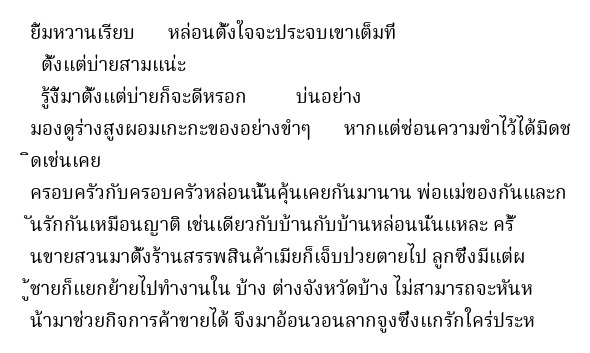 ยิ้มหวานเรียบ หล่อนตั้งใจจะประจบเขาเต็มที่
ตั้งแต่บ่ายสามแน่ะ
รู้งี้มาตั้งแต่บ่ายก็จะดีหรอก บ่นอย่าง
มองดูร่างสูงผอมเกะกะของอย่างขำๆ หากแต่ซ่อนความขำไว้ได้มิดช
ิดเช่นเคย
ครอบครัวกับครอบครัวหล่อนนั้นคุ้นเคยกันมานาน พ่อแม่ของกันและก
ันรักกันเหมือนญาติ เช่นเดียวกับบ้านกับบ้านหล่อนนั่นแหละ ครั้
นขายสวนมาตั้งร้านสรรพสินค้าเมียก็เจ็บป่วยตายไป ลูกซึ่งมีแต่ผ
ู้ชายก็แยกย้ายไปทำงานใน บ้าง ต่างจังหวัดบ้าง ไม่สามารถจะหันห
น้ามาช่วยกิจการค้าขายได้ จึงมาอ้อนวอนลากจูงซึ่งแกรักใคร่ประห